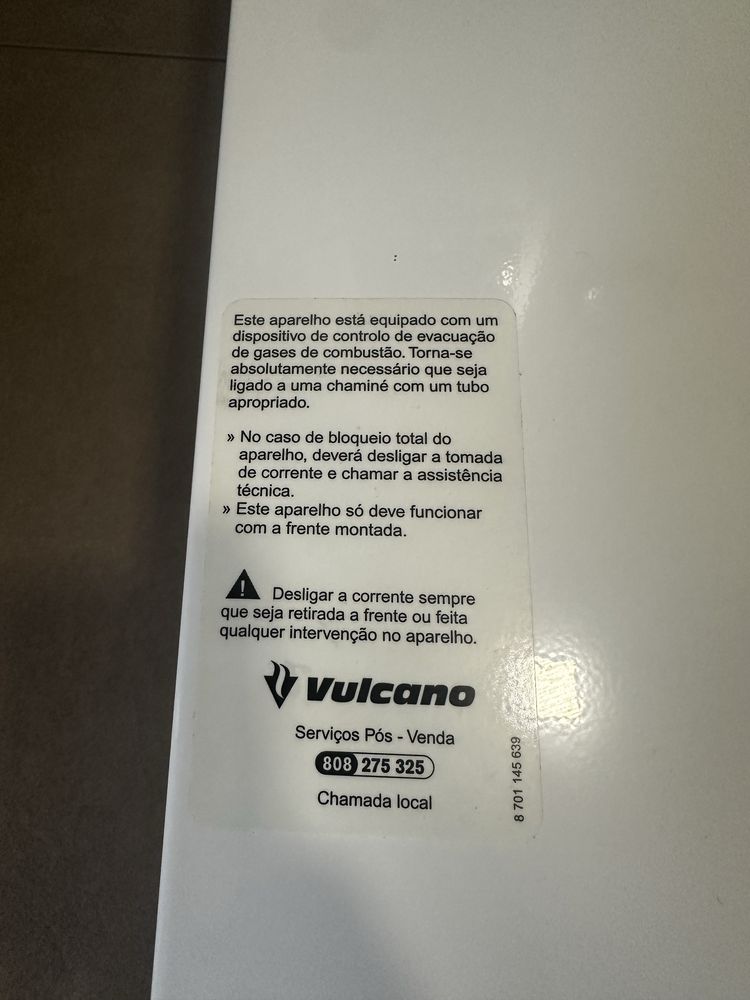 Este aparelho está equipado com um
dispositivo de controlo de evacuação
de gases de combustão. Torna-se
absolutamente necessário que seja
ligado a uma chaminé com um tubo
apropriado.
» No caso de bloqueio total do
aparelho, deverá desligar a tomada
de corrente e chamar a assistência
técnica.
» Este aparelho só deve funcionar
com a frente montada.
! Desligar a corrente sempre
que seja retirada a frente ou feita
qualquer intervenção no aparelho.
Vulcano
Serviços Pós - Venda
808 275 325
Chamada local
8 701 145 639